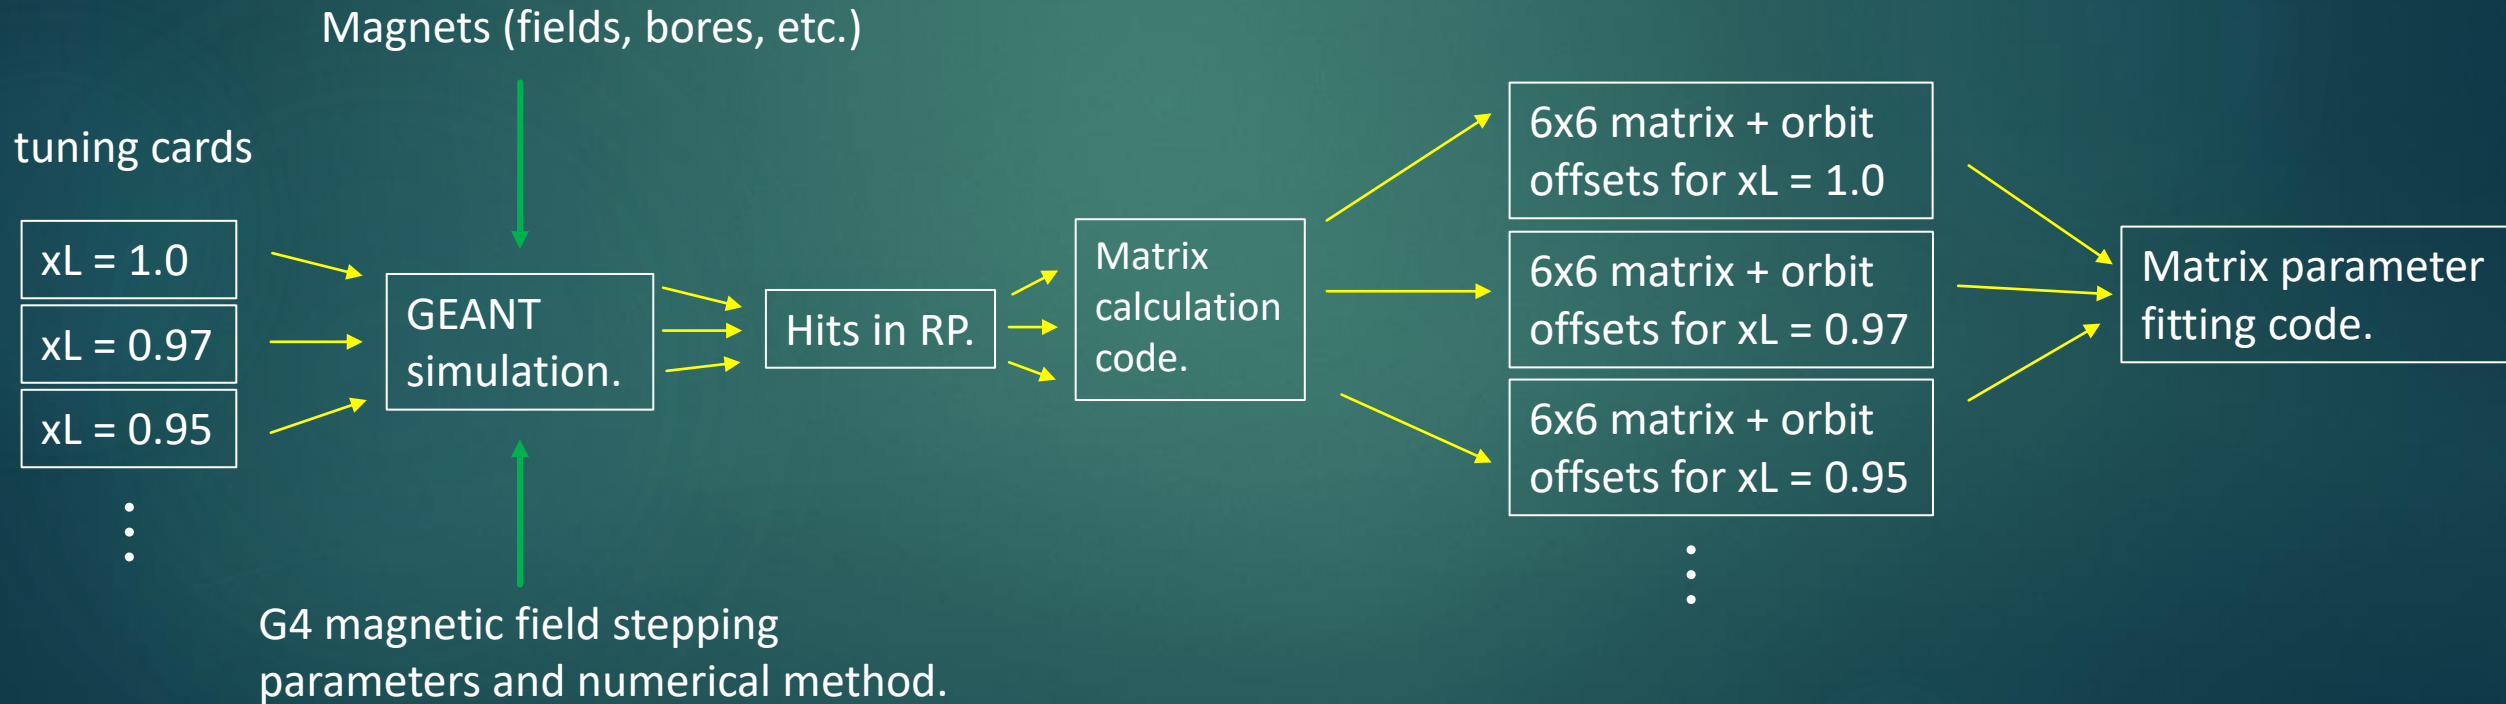 Magnets (fields, bores, etc.)
tuning cards
xL = 1.0
xL = 0.97
xL = 0.95
GEANT
simulation.
G4 magnetic field stepping
parameters and numerical method.
Hits in RP.
Matrix
calculation
code.
6x6 matrix + orbit
offsets for xL = 1.0
6x6 matrix + orbit
offsets for xL = 0.97
6x6 matrix + orbit
offsets for xL = 0.95
Matrix parameter
fitting code.